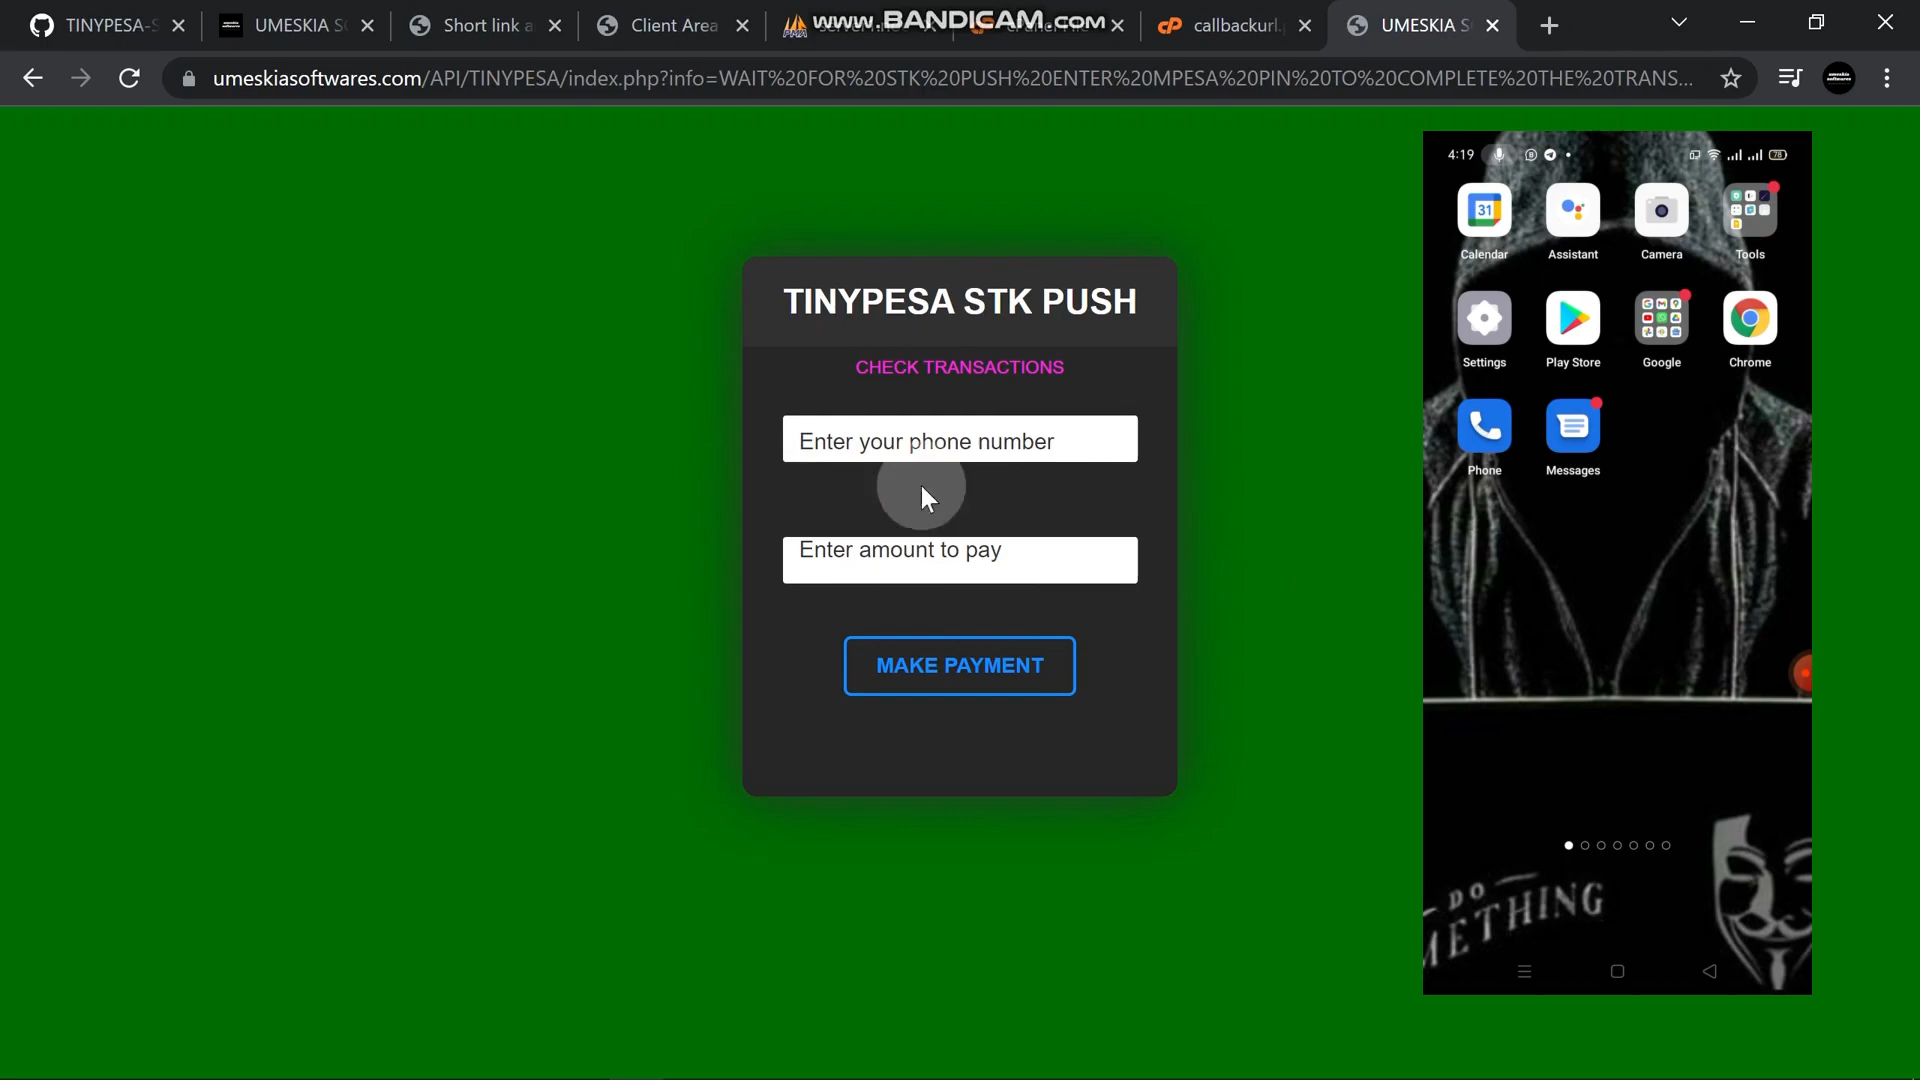 TINYPESA-S
UMESKIA S
Short link a
Client Area
www.BANDICAM.com
callbackurl.
UMESKIA S
umeskiasoftwares.com/API/TINYPESA/index.php?info=WAIT%20FOR%20STK%20PUSH%20ENTER%20MPESA%20PIN%20TO%20COMPLETE%20THE%20TRANS...
TINYPESA STK PUSH
CHECK TRANSACTIONS
Enter your phone number
Enter amount to pay
MAKE PAYMENT
4:19
78
31
Calendar
Assistant
Camera
Tools
Settings
Play Store
Google
Chrome
Phone
Messages
DO
METHING